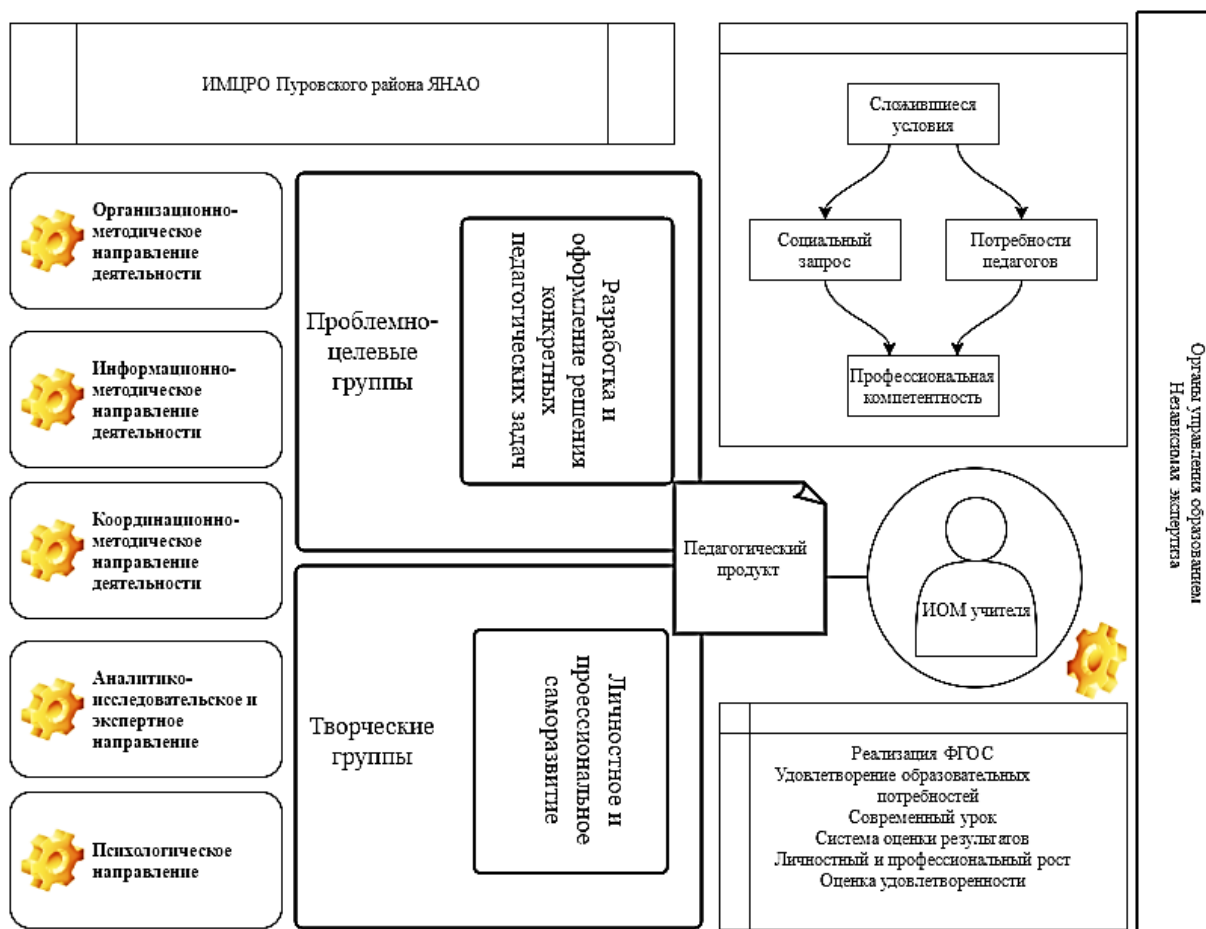 ИМЦРО Пуровского района ЯНАО
Организационно-
методическое
направление
деятельности
Информационно-
методическое
направление
деятельности
Координационно-
методическое
направление
деятельности
Аналитико-
исследовательское и
экспертное
направление
Психологическое
направление
Проблемно-
целевые
группы
Разработка и
оформление решения
конкретных
педагогических задач
Творческие
группы
Личностное и
проессиональное
саморазвитие
Педагогический
продукт
Сложившиеся
условия
Социальный
запрос
Потребности
педагогов
Профессиональная
компетентность
ИОМ учителя
Реализация ФГОС
Удовлетворение образовательных
потребностей
Современный урок
Система оценки результатов
Личностный и профессиональный рост
Оценка удовлетворенности
Органы управления образованием
Независимая экспертиза